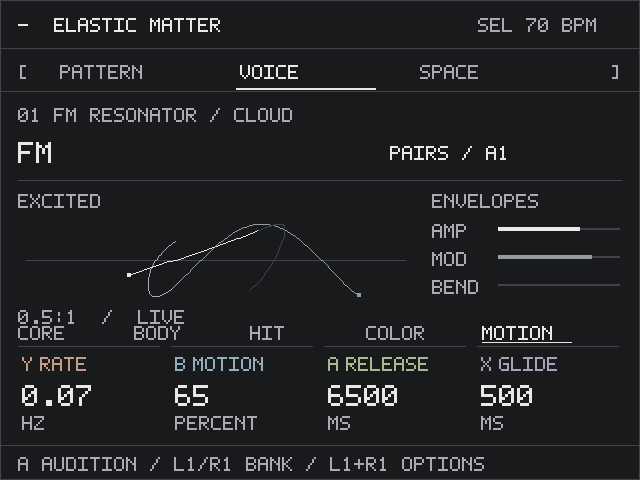 – ELASTIC MATTER SEL 70 BPM
[ PATTERN VOICE SPACE ]
01 FM RESONATOR / CLOUD
FM PAIRS / A1
EXCITED ENVELOPES
AMP
MOD
BEND
0.5:1 / LIVE
CORE BODY HIT COLOR MOTION
Y RATE B MOTION A RELEASE X GLIDE
0.07 65 6500 500
HZ PERCENT MS MS
A AUDITION / L1/R1 BANK / L1+R1 OPTIONS